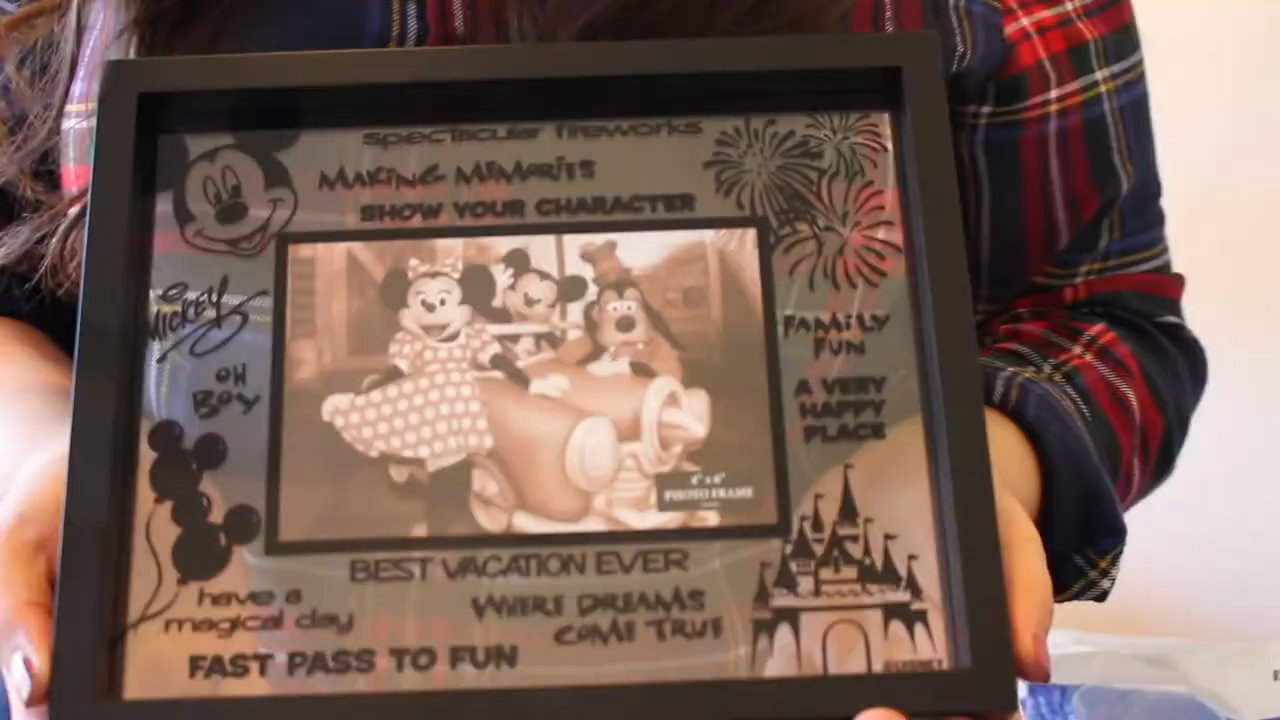 spectacular fireworks
MAKING MEMORIES
SHOW YOUR CHARACTER
MICKEY
OH
BOY
FAMILY
FUN
A VERY
HAPPY
PLACE
4" x 6"
PHOTO FRAME
BEST VACATION EVER
have a
magical day
WHERE DREAMS
COME TRUE
FAST PASS TO FUN
©DISNEY